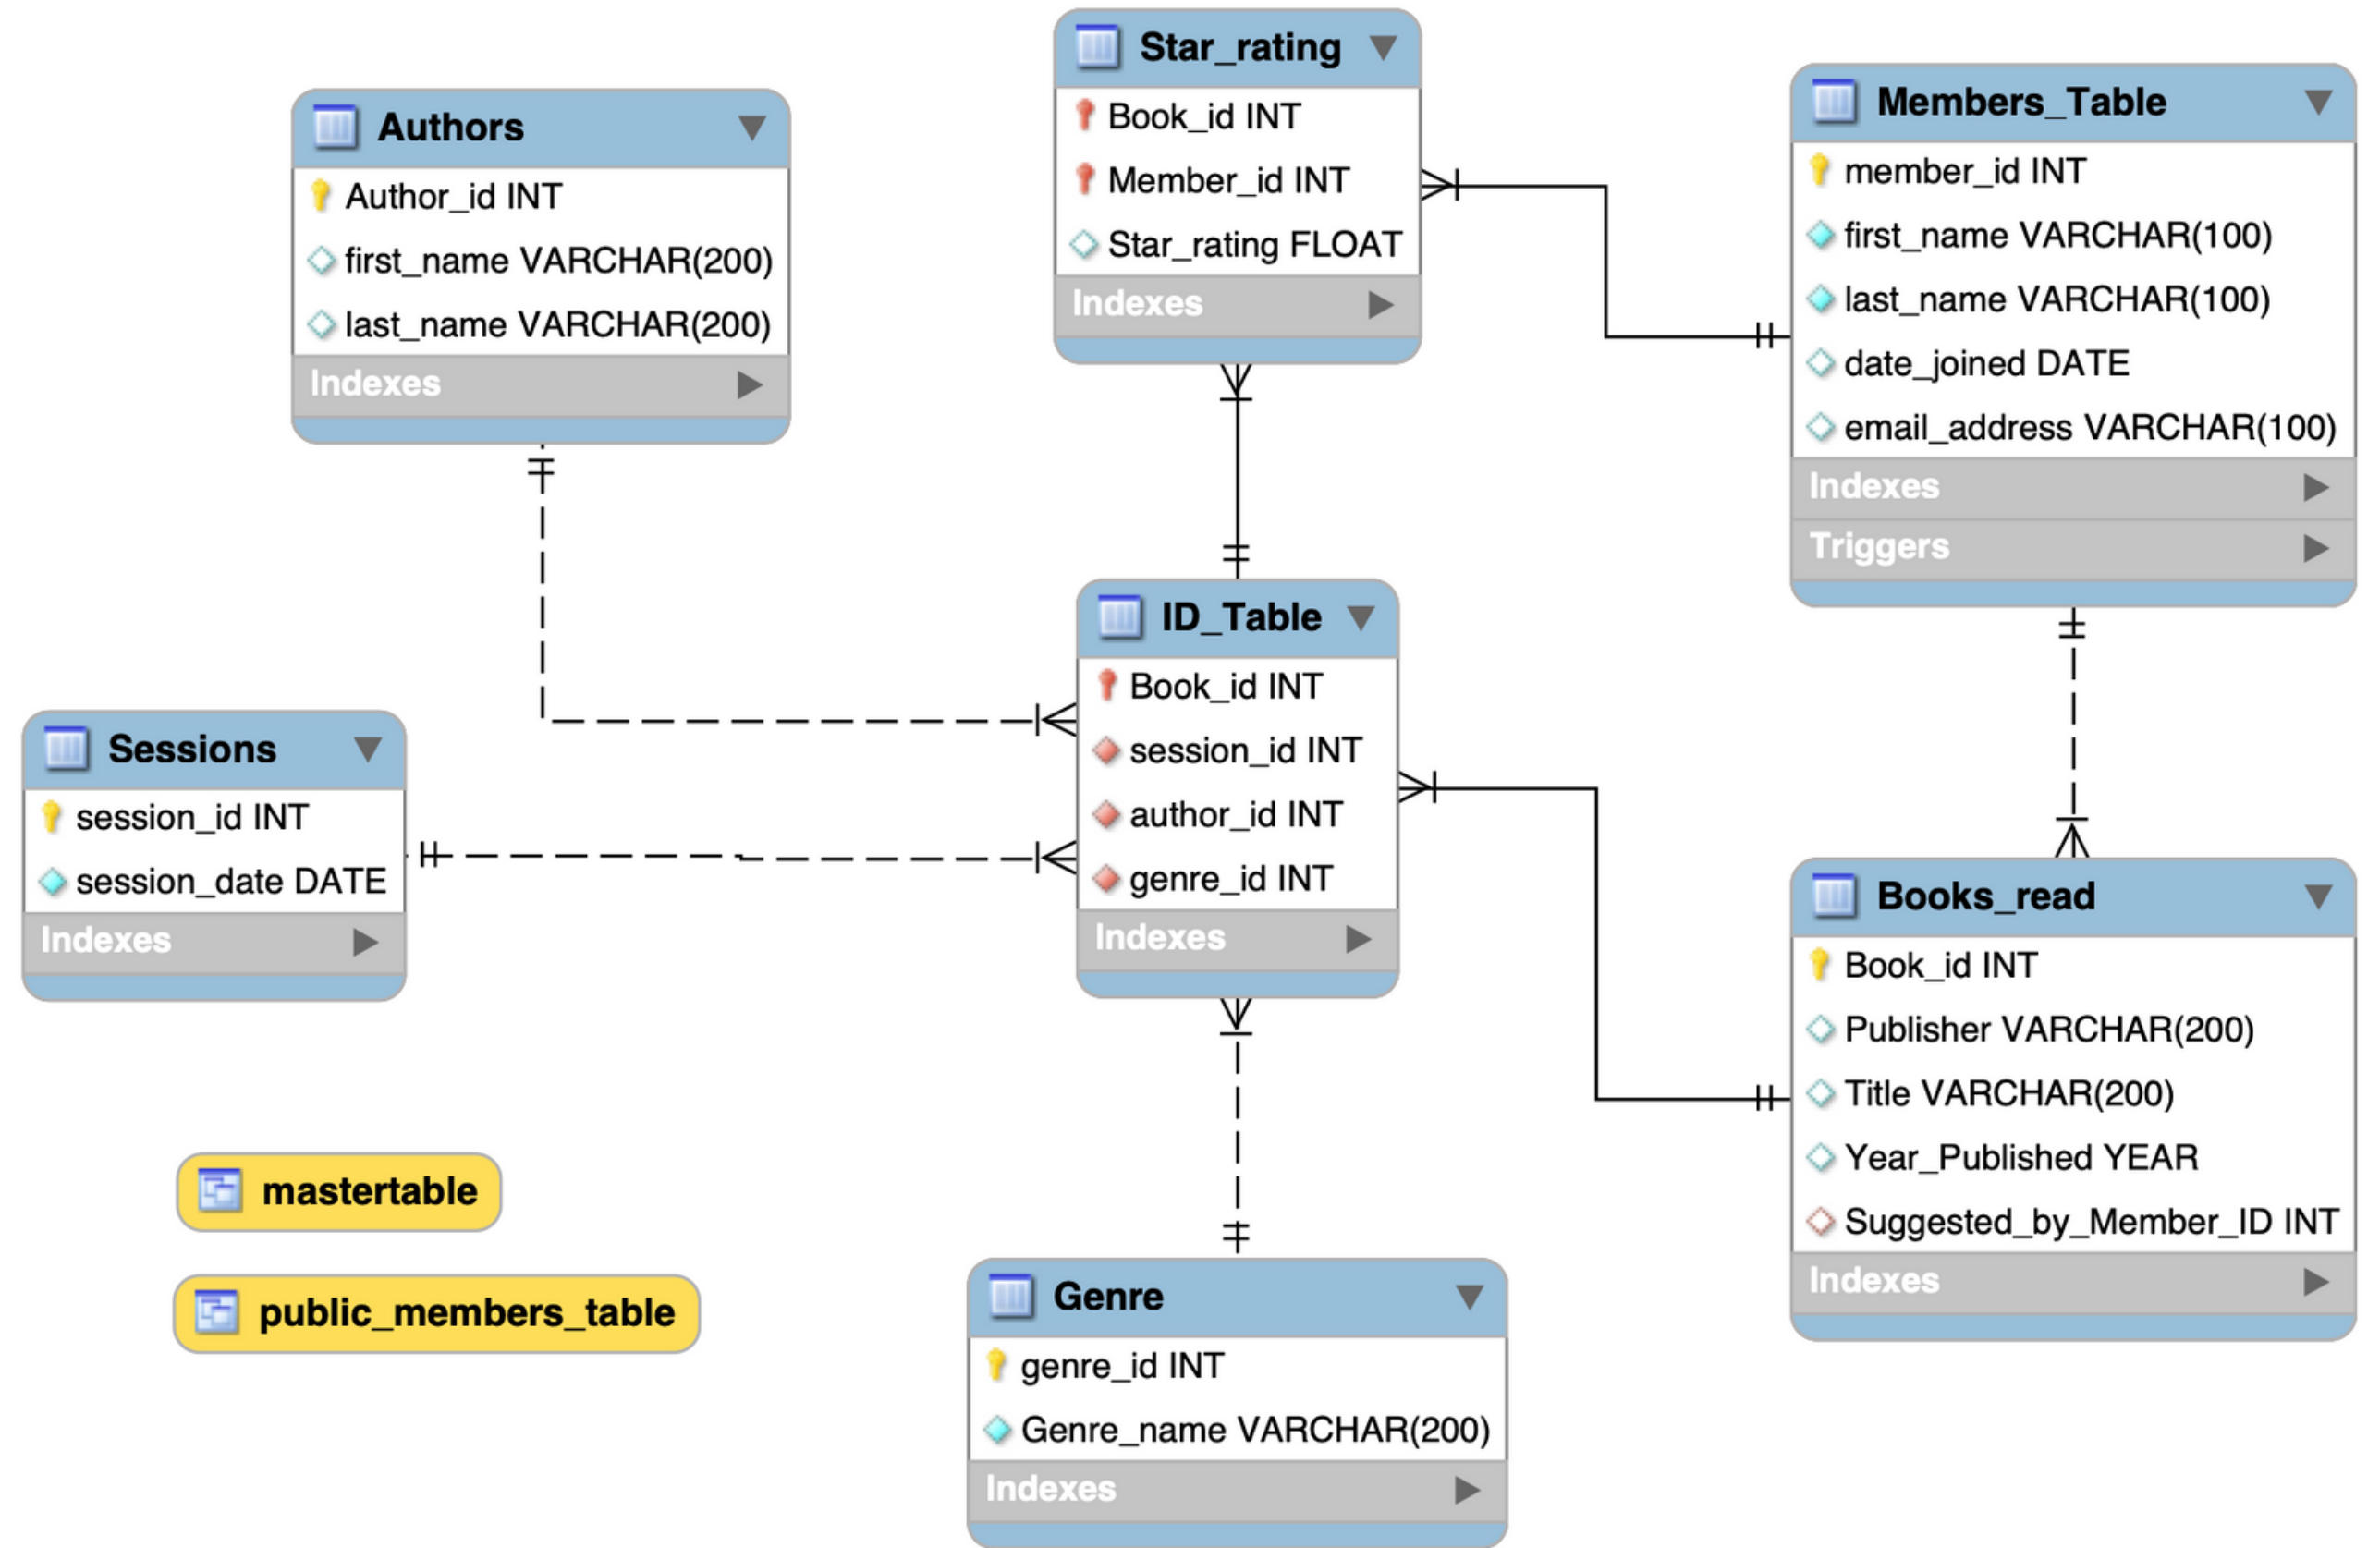 Star_rating
Book_id INT
Member_id INT
Star_rating FLOAT
Indexes
Members_Table
member_id INT
first_name VARCHAR(100)
last_name VARCHAR(100)
date_joined DATE
email_address VARCHAR(100)
Indexes
Triggers
Authors
Author_id INT
first_name VARCHAR(200)
last_name VARCHAR(200)
Indexes
ID_Table
Book_id INT
session_id INT
author_id INT
genre_id INT
Indexes
Sessions
session_id INT
session_date DATE
Indexes
Books_read
Book_id INT
Publisher VARCHAR(200)
Title VARCHAR(200)
Year_Published YEAR
Suggested_by_Member_ID INT
Indexes
mastertable
public_members_table
Genre
genre_id INT
Genre_name VARCHAR(200)
Indexes